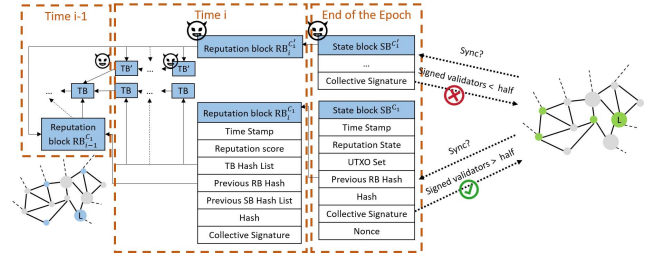 Time i-1
Time i
End of the Epoch
Reputation block RB_i^{C_1'}
State block SB^{C_1'}
...
Collective Signature
TB'
...
TB'
...
TB
TB
...
TB
Reputation
block RB_{i-1}^{C_1}
Reputation block RB_i^{C_1}
Time Stamp
Reputation score
TB Hash List
Previous RB Hash
Previous SB Hash List
Hash
Collective Signature
State block SB^{C_1}
Time Stamp
Reputation State
UTXO Set
Previous RB Hash
Hash
Collective Signature
Nonce
Sync?
Signed validators < half
Sync?
Signed validators > half
L
L